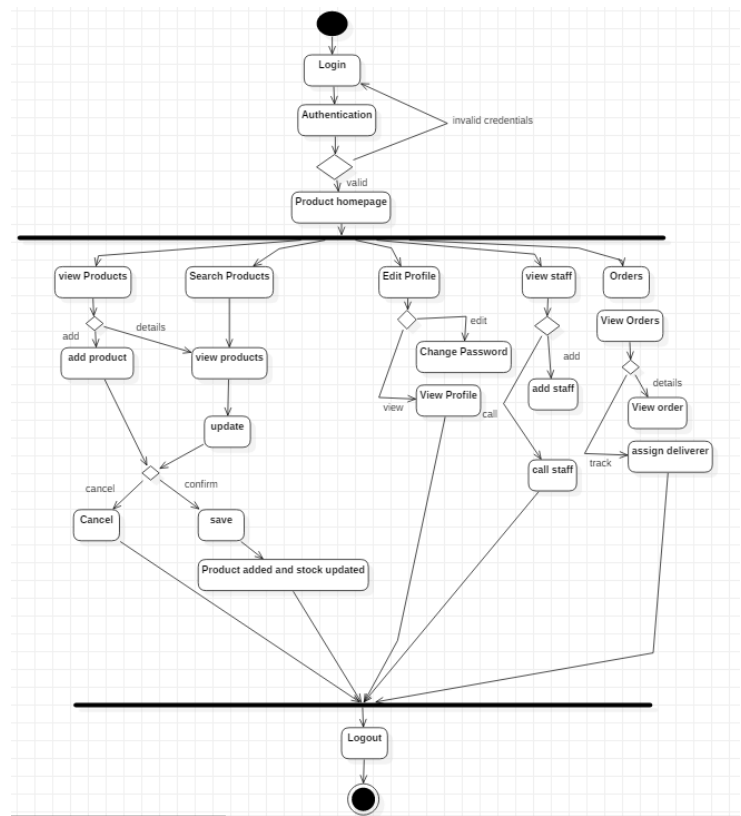 Login
Authentication
invalid credentials
valid
Product homepage
view Products
Search Products
Edit Profile
view staff
Orders
add
details
edit
View Orders
add product
view products
Change Password
add
details
view
View Profile
call
add staff
View order
update
track
assign deliverer
call staff
cancel
confirm
Cancel
save
Product added and stock updated
Logout